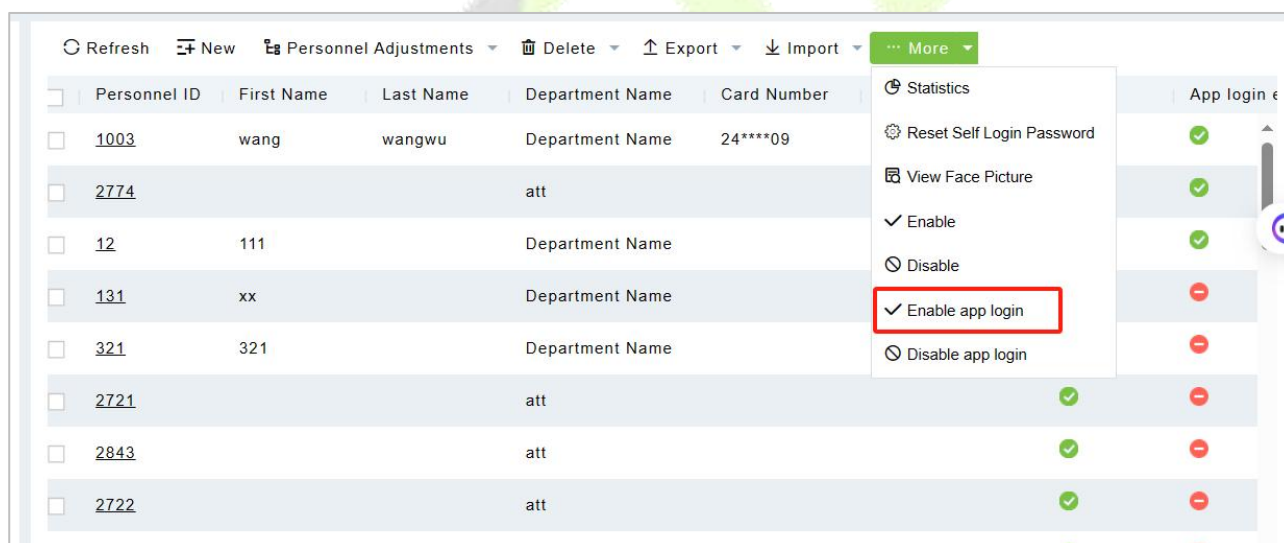 Refresh New Personnel Adjustments Delete Export Import ··· More
Personnel ID First Name Last Name Department Name Card Number App login e
Statistics
1003 wang wangwu Department Name 24****09
Reset Self Login Password
View Face Picture
2774 att
Enable
12 111 Department Name
Disable
131 xx Department Name
Enable app login
321 321 Department Name
Disable app login
2721 att
2843 att
2722 att